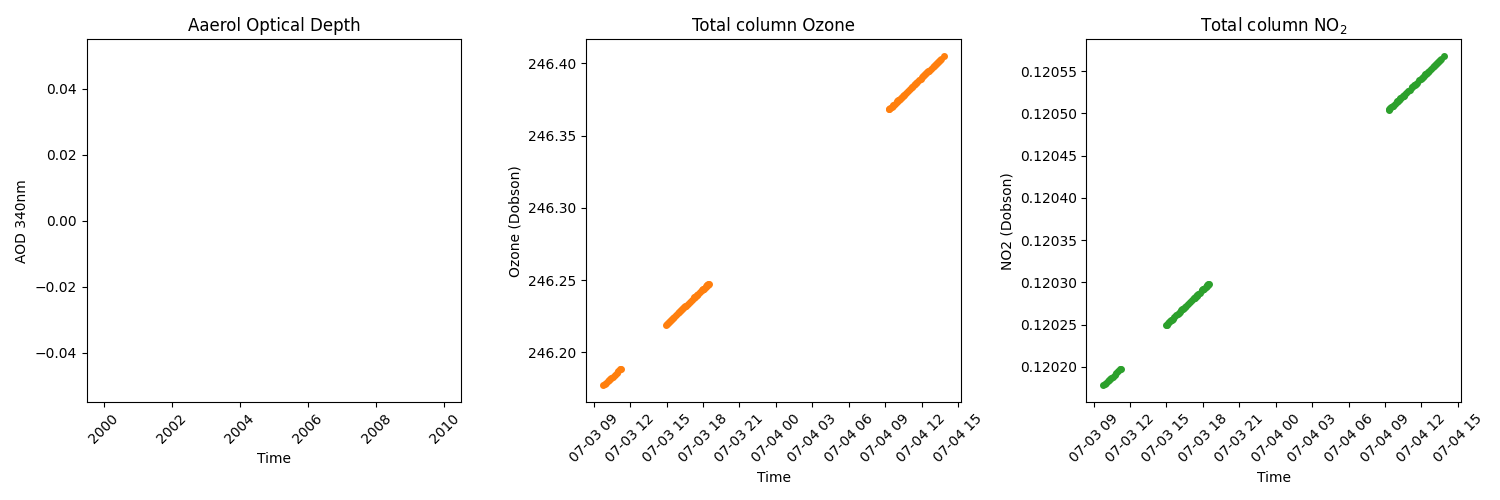 Aaerol Optical Depth
AOD 340nm
0.04
0.02
0.00
−0.02
−0.04
2000 2002 2004 2006 2008 2010
Time
Total column Ozone
Ozone (Dobson)
246.40
246.35
246.30
246.25
246.20
07-03 09 07-03 12 07-03 15 07-03 18 07-03 21 07-04 00 07-04 03 07-04 06 07-04 09 07-04 12 07-04 15
Time
Total column NO₂
NO2 (Dobson)
0.12055
0.12050
0.12045
0.12040
0.12035
0.12030
0.12025
0.12020
07-03 09 07-03 12 07-03 15 07-03 18 07-03 21 07-04 00 07-04 03 07-04 06 07-04 09 07-04 12 07-04 15
Time